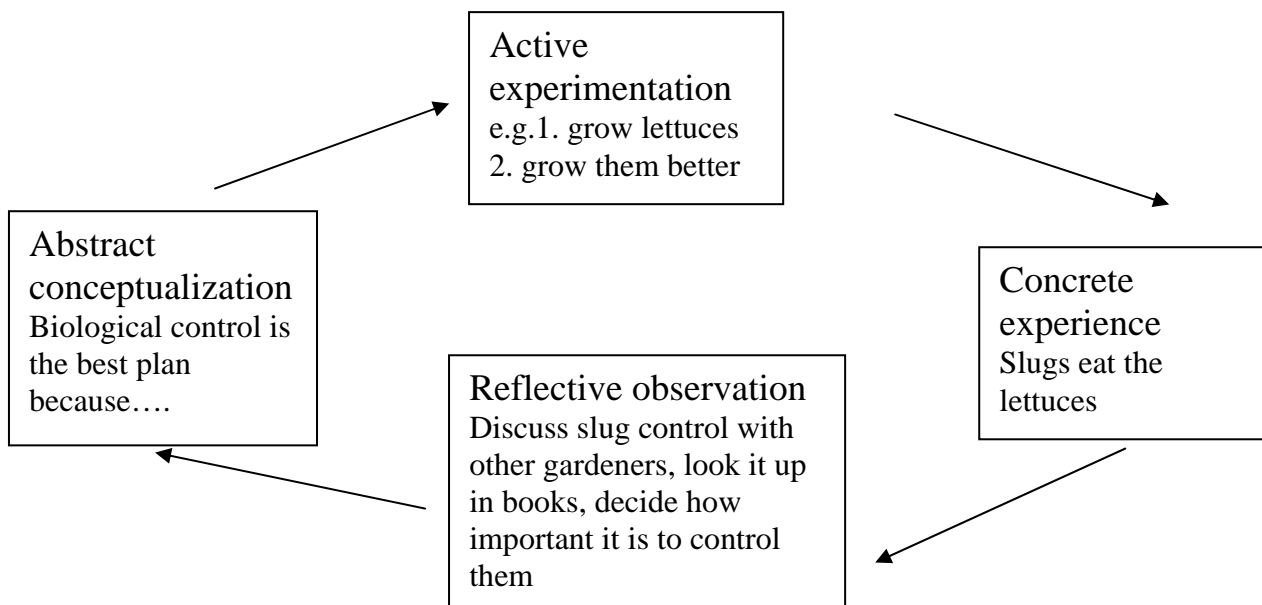 Active
experimentation
e.g.1. grow lettuces
2. grow them better
Abstract
conceptualization
Biological control is
the best plan
because….
Concrete
experience
Slugs eat the
lettuces
Reflective observation
Discuss slug control with
other gardeners, look it up
in books, decide how
important it is to control
them